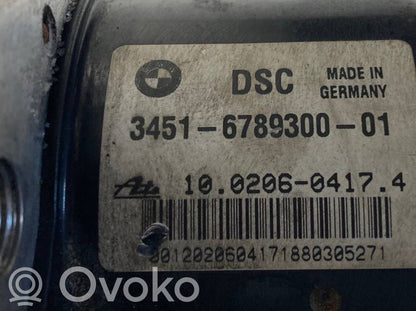 DSC
MADE IN
GERMANY
3451-6789300-01
Ate 10.0206-0417.4
0012020604171880305271
OVOKO